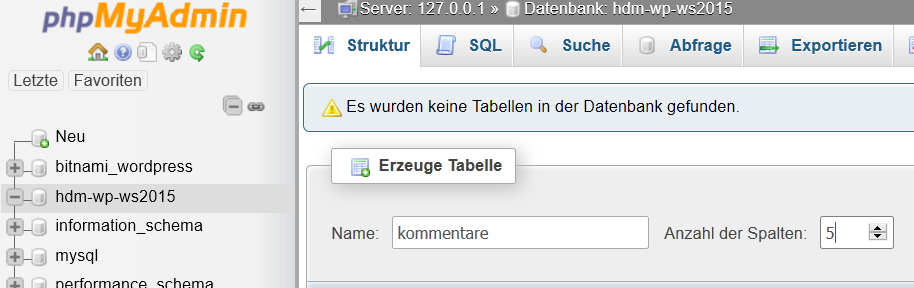 phpMyAdmin
Letzte Favoriten
Neu
bitnami_wordpress
hdm-wp-ws2015
information_schema
mysql
performance_schema
Server: 127.0.0.1 » Datenbank: hdm-wp-ws2015
Struktur SQL Suche Abfrage Exportieren
Es wurden keine Tabellen in der Datenbank gefunden.
Erzeuge Tabelle
Name: kommentare Anzahl der Spalten: 5